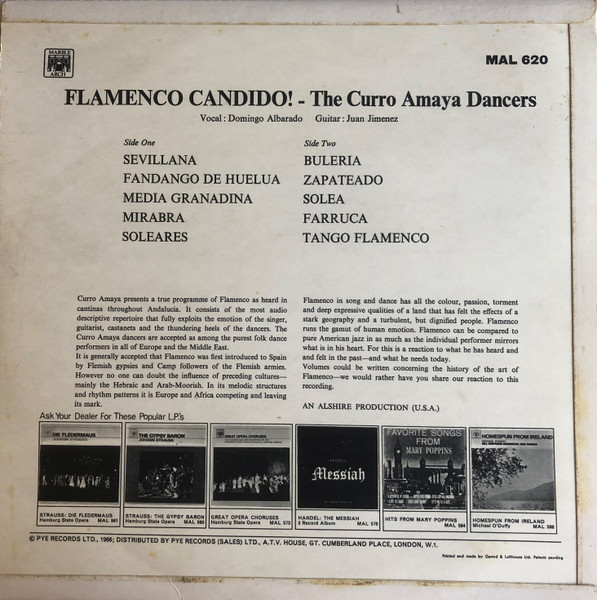 MARBLE
ARCH
MAL 620
FLAMENCO CANDIDO! - The Curro Amaya Dancers
Vocal: Domingo Albarado Guitar: Juan Jimenez
Side One
SEVILLANA
FANDANGO DE HUELUA
MEDIA GRANADINA
MIRABRA
SOLEARES
Side Two
BULERIA
ZAPATEADO
SOLEA
FARRUCA
TANGO FLAMENCO
Curro Amaya presents a true programme of Flamenco as heard in
cantinas throughout Andalucia. It consists of the most audio
descriptive repertoire that fully exploits the emotion of the singer,
guitarist, castanets and the thundering heels of the dancers. The
Curro Amaya dancers are accepted as among the purest folk dance
performers in all of Europe and the Middle East.
It is generally accepted that Flamenco was first introduced to Spain
by Flemish gypsies and Camp followers of the Flemish armies.
However no one can doubt the influence of preceding cultures—
mainly the Hebraic and Arab-Moorish. In its melodic structures
and rhythm patterns it is Europe and Africa competing and leaving
its mark.
Flamenco in song and dance has all the colour, passion, torment
and deep expressive qualities of a land that has felt the effects of a
stark geography and a turbulent, but dignified people. Flamenco
runs the gamut of human emotion. Flamenco can be compared to
pure American jazz in as much as the individual performer mirrors
what is in his heart. For this is a reaction to what he has heard and
and felt in the past—and what he needs today.
Volumes could be written concerning the history of the art of
Flamenco—we would rather have you share our reaction to this
recording.
AN ALSHIRE PRODUCTION (U.S.A.)
Ask Your Dealer For These Popular L.P.'s
DIE FLEDERMAUS
JOHANN STRAUSS
STRAUSS: DIE FLEDERMAUS
Hamburg State Opera MAL 561
THE GYPSY BARON
JOHANN STRAUSS
STRAUSS: THE GYPSY BARON
Hamburg State Opera MAL 565
GREAT OPERA CHORUSES
GREAT OPERA CHORUSES
Hamburg State Opera MAL 573
Messiah
HANDEL: THE MESSIAH
3 Record Album MAL 576
FAVORITE SONGS
FROM
MARY POPPINS
HITS FROM MARY POPPINS
MAL 584
HOMESPUN FROM IRELAND
HOMESPUN FROM IRELAND
Michael O'Duffy MAL 586
© PYE RECORDS LTD., 1966; DISTRIBUTED BY PYE RECORDS (SALES) LTD., A.T.V. HOUSE, GT. CUMBERLAND PLACE, LONDON, W.1.
Printed and made by Garrod & Lofthouse Ltd. Patents pending